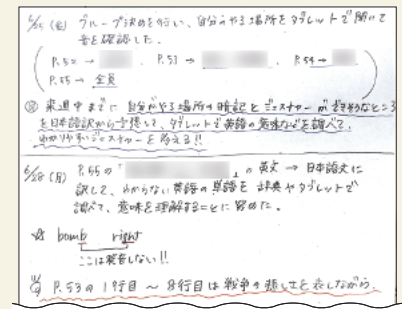 6/25 (金) グループ決めを行い、自分のやる場所をタブレットで聞いて
音を確認した。
P.52 → 、P.53 → 、P.54 →
P.55 → 全員
来週中までに 自分がやる場所の暗記とジェスチャーができそうなところ
を日本語訳から予想して、タブレットで英語の意味などを調べて、
わかりやすいジェスチャーを考える!!
6/28 (月) P.55の「 」の英文 → 日本語文に
訳して、わからない英語の単語を辞典やタブレットで
調べて、意味を理解することに努めた。
☆ bomb right
ここは発音しない!!
P.53の1行目 ~ 8行目は戦争の悲しさを表しながら、